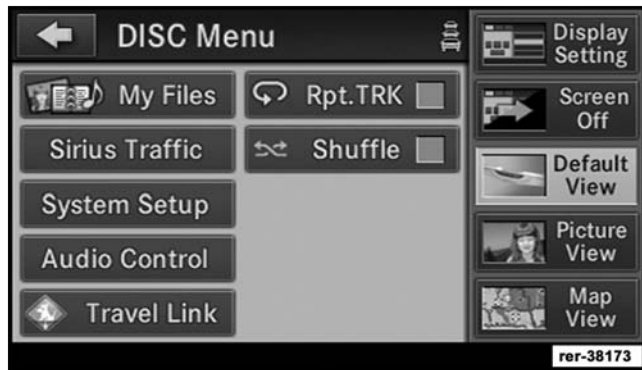 DISC Menu
My Files
Rpt.TRK
Sirius Traffic
Shuffle
System Setup
Audio Control
Travel Link
Display
Setting
Screen
Off
Default
View
Picture
View
Map
View
rer-38173